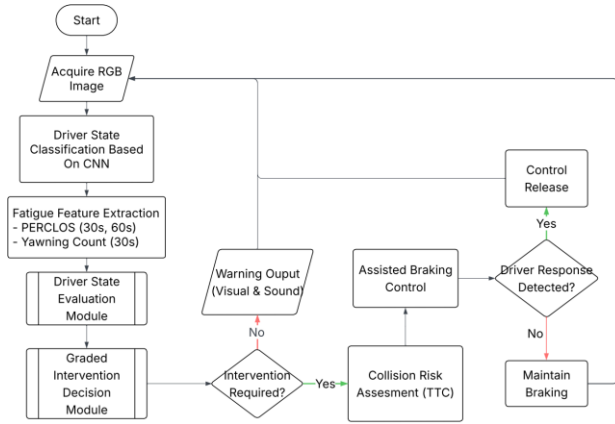 Start
Acquire RGB
Image
Driver State
Classification Based
On CNN
Fatigue Feature Extraction
- PERCLOS (30s, 60s)
- Yawning Count (30s)
Driver State
Evaluation
Module
Graded
Intervention
Decision
Module
Intervention
Required?
No
Warning Ouput
(Visual & Sound)
Yes
Collision Risk
Assesment (TTC)
Assisted Braking
Control
Driver Response
Detected?
Yes
Control
Release
No
Maintain
Braking